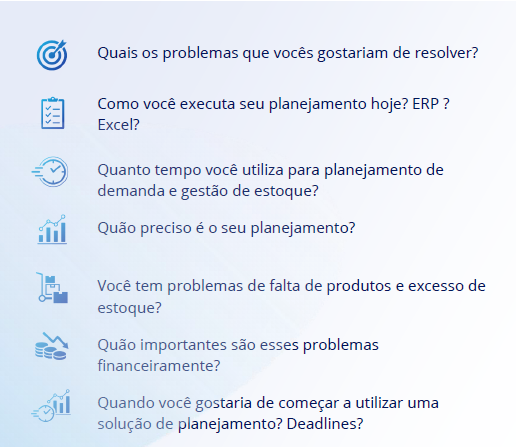 Quais os problemas que vocês gostariam de resolver?
Como você executa seu planejamento hoje? ERP ?
Excel?
Quanto tempo você utiliza para planejamento de
demanda e gestão de estoque?
Quão preciso é o seu planejamento?
Você tem problemas de falta de produtos e excesso de
estoque?
Quão importantes são esses problemas
financeiramente?
Quando você gostaria de começar a utilizar uma
solução de planejamento? Deadlines?